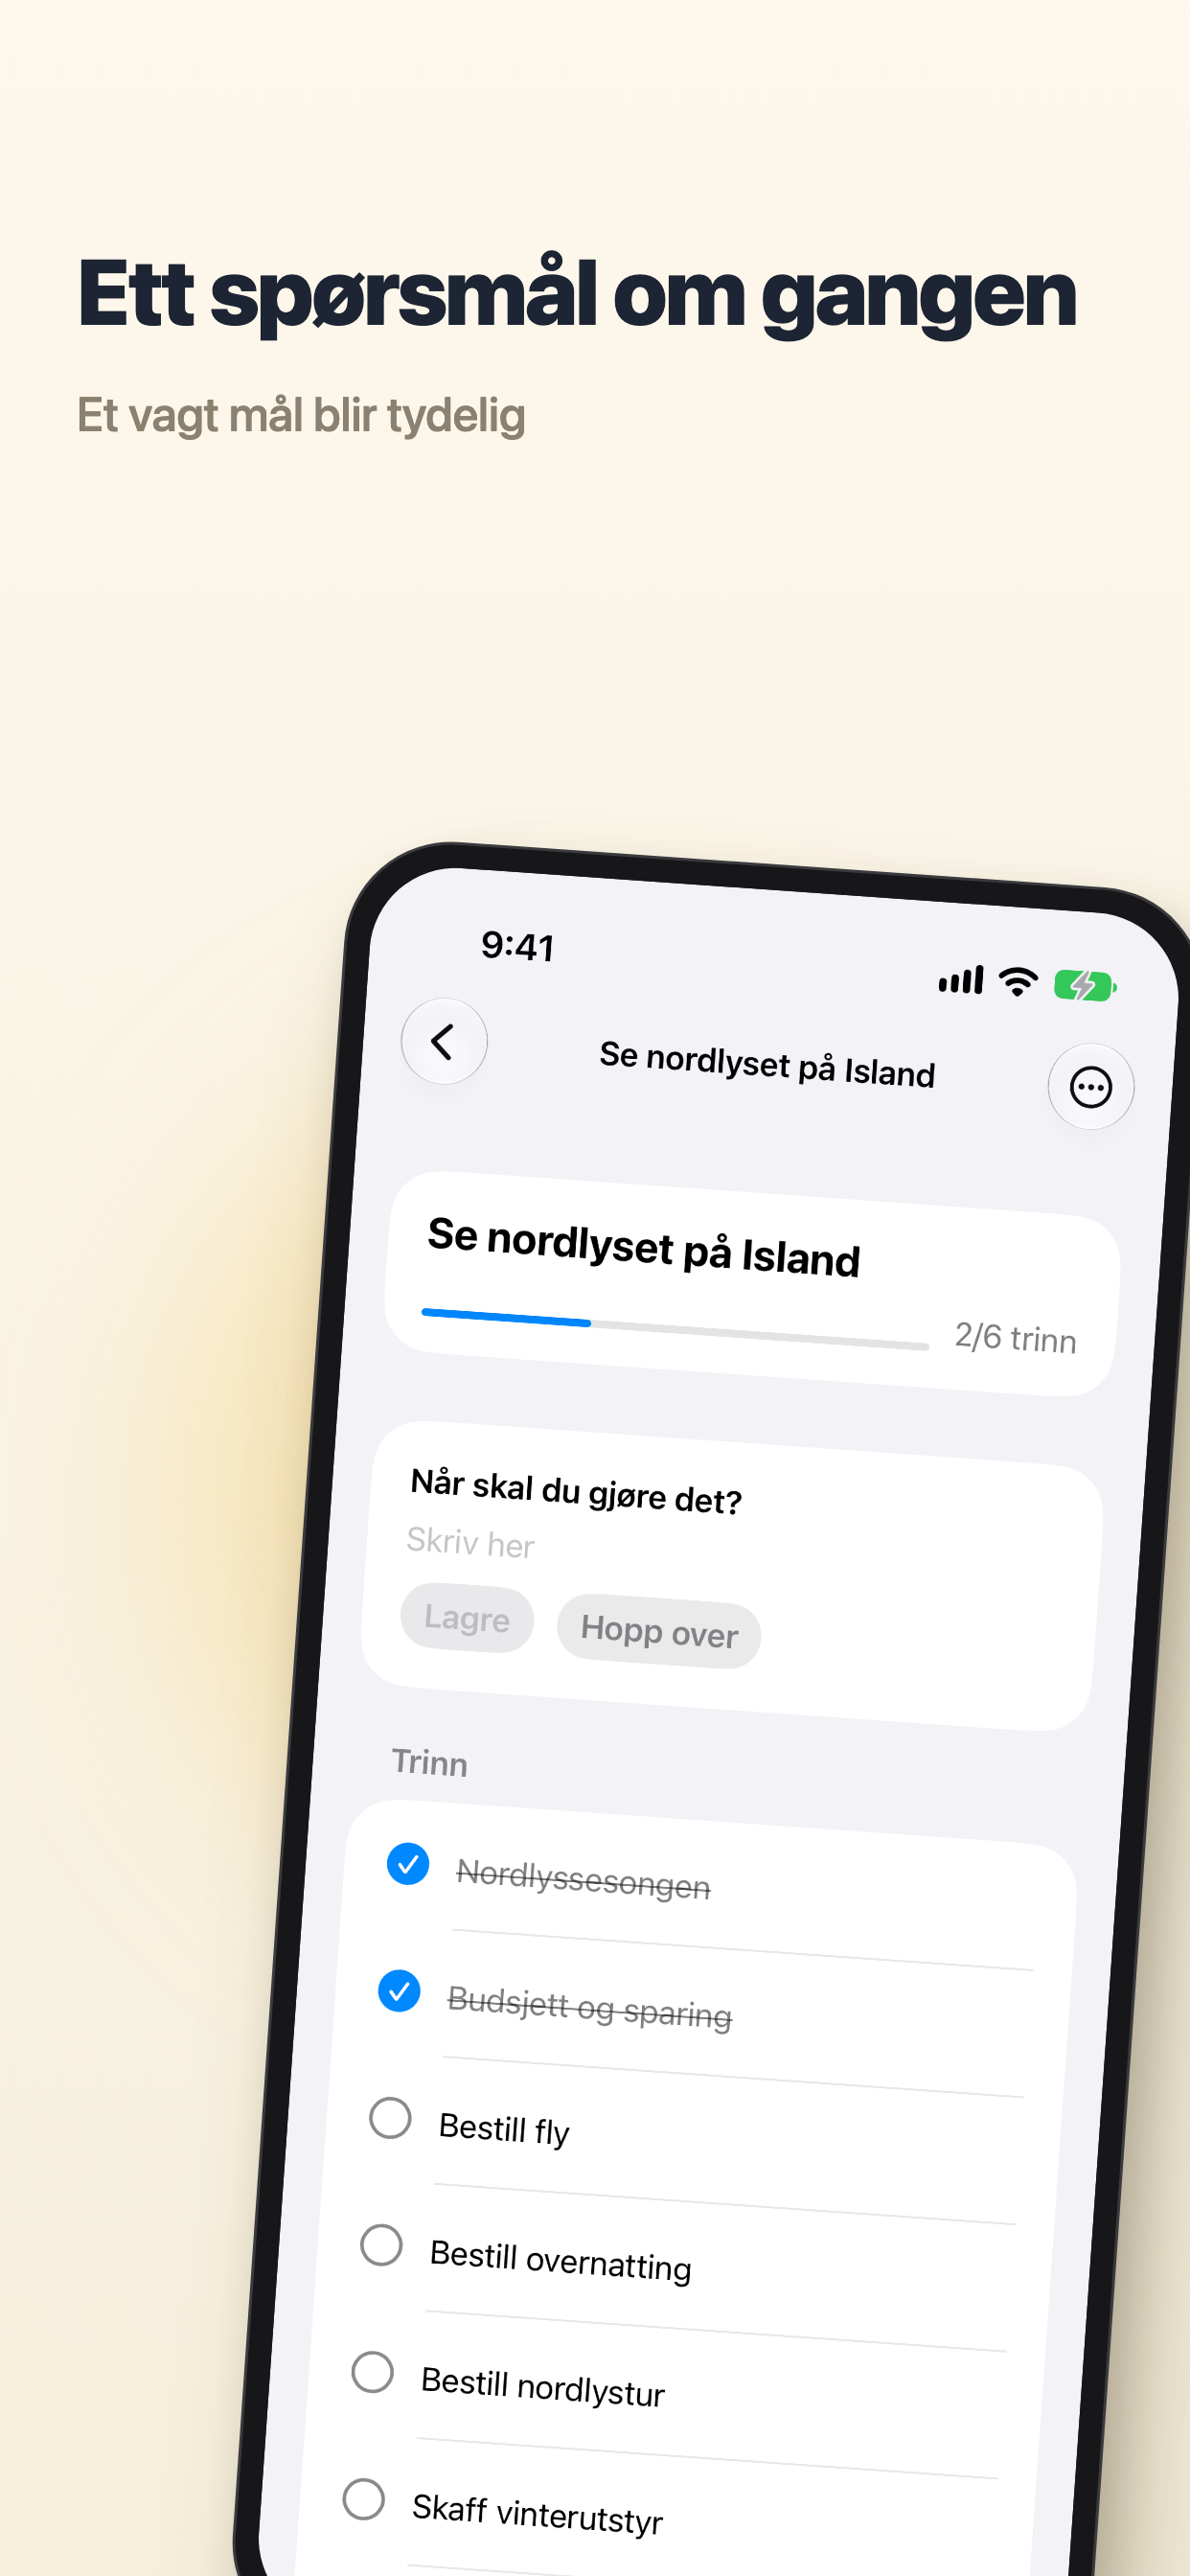 Ett spørsmål om gangen
Et vagt mål blir tydelig
9:41
Se nordlyset på Island
Se nordlyset på Island
2/6 trinn
Når skal du gjøre det?
Skriv her
Lagre
Hopp over
Trinn
Nordlyssesongen
Budsjett og sparing
Bestill fly
Bestill overnatting
Bestill nordlystur
Skaff vinterutstyr